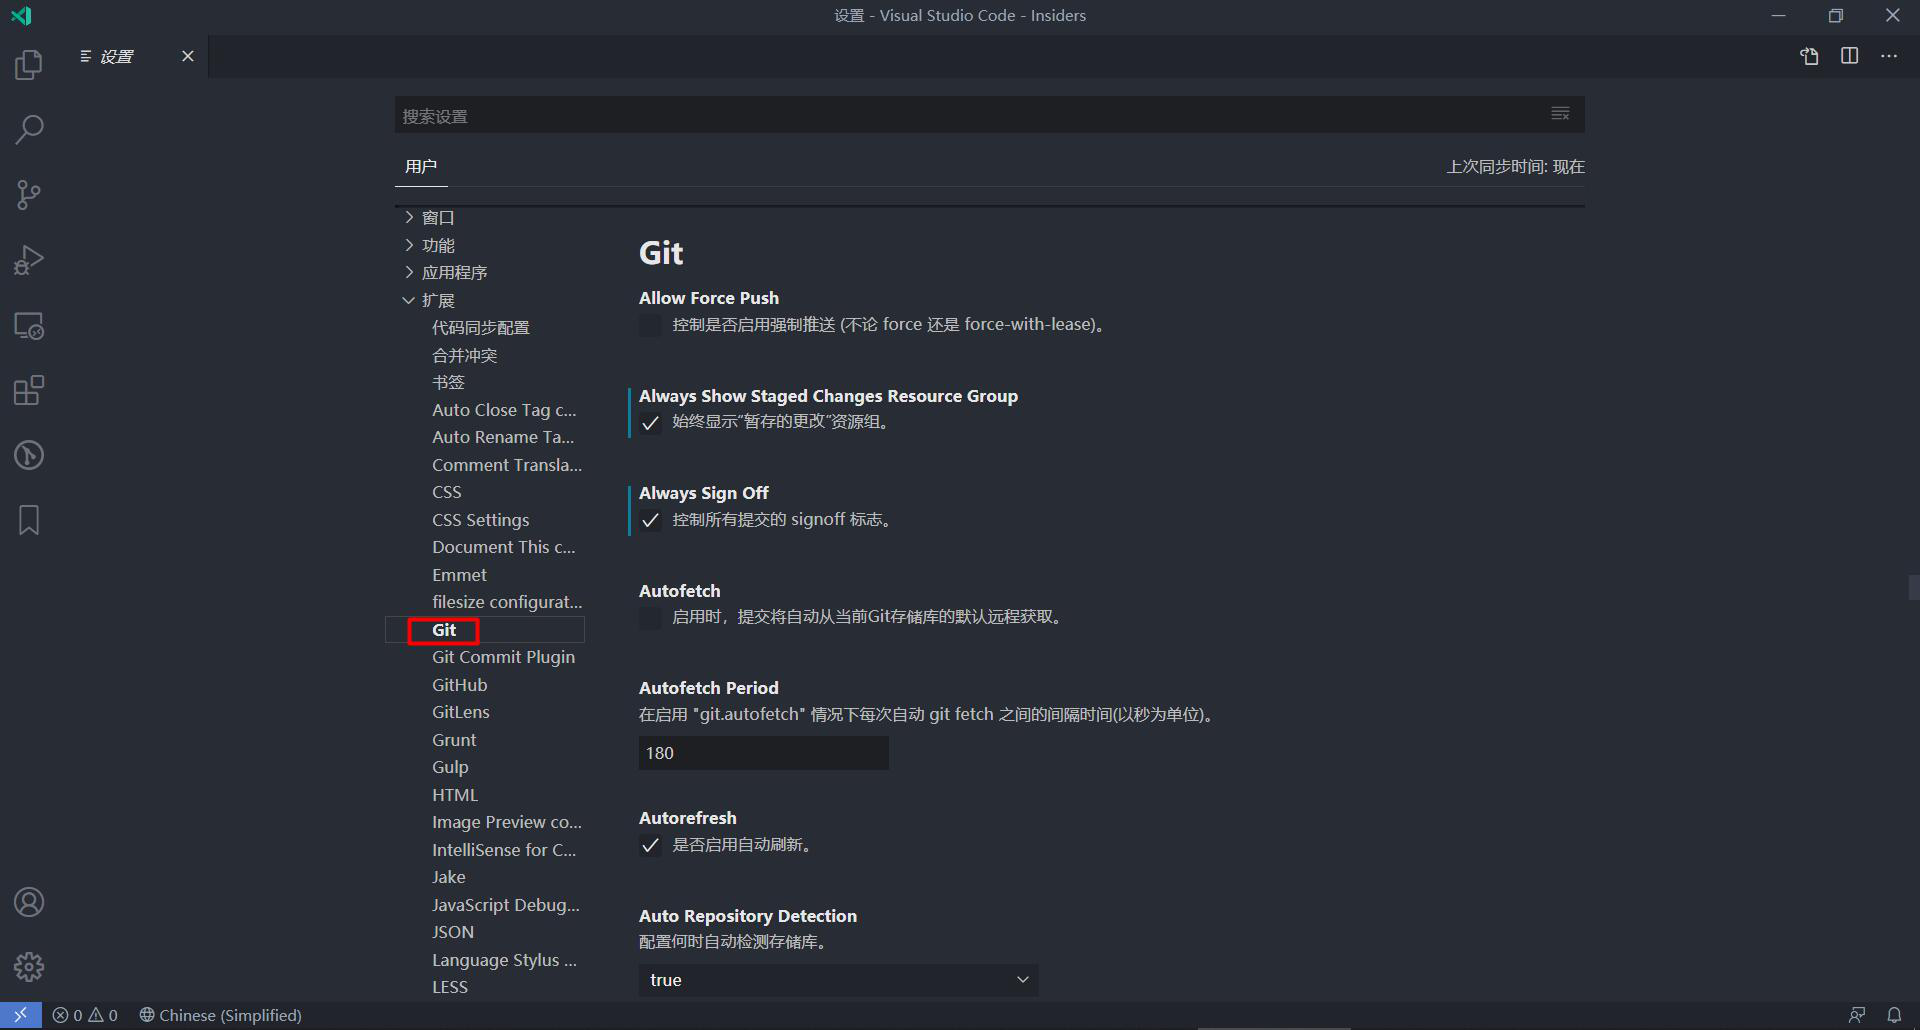 设置 - Visual Studio Code - Insiders
设置
搜索设置
用户
上次同步时间: 现在
窗口
功能
应用程序
扩展
代码同步配置
合并冲突
书签
Auto Close Tag c...
Auto Rename Ta...
Comment Transla...
CSS
CSS Settings
Document This c...
Emmet
filesize configurat...
Git
Git Commit Plugin
GitHub
GitLens
Grunt
Gulp
HTML
Image Preview co...
IntelliSense for C...
Jake
JavaScript Debug...
JSON
Language Stylus ...
LESS
Git
Allow Force Push
控制是否启用强制推送 (不论 force 还是 force-with-lease)。
Always Show Staged Changes Resource Group
始终显示“暂存的更改”资源组。
Always Sign Off
控制所有提交的 signoff 标志。
Autofetch
启用时，提交将自动从当前Git存储库的默认远程获取。
Autofetch Period
在启用 "git.autofetch" 情况下每次自动 git fetch 之间的间隔时间(以秒为单位)。
180
Autorefresh
是否启用自动刷新。
Auto Repository Detection
配置何时自动检测存储库。
true
0 0 Chinese (Simplified)